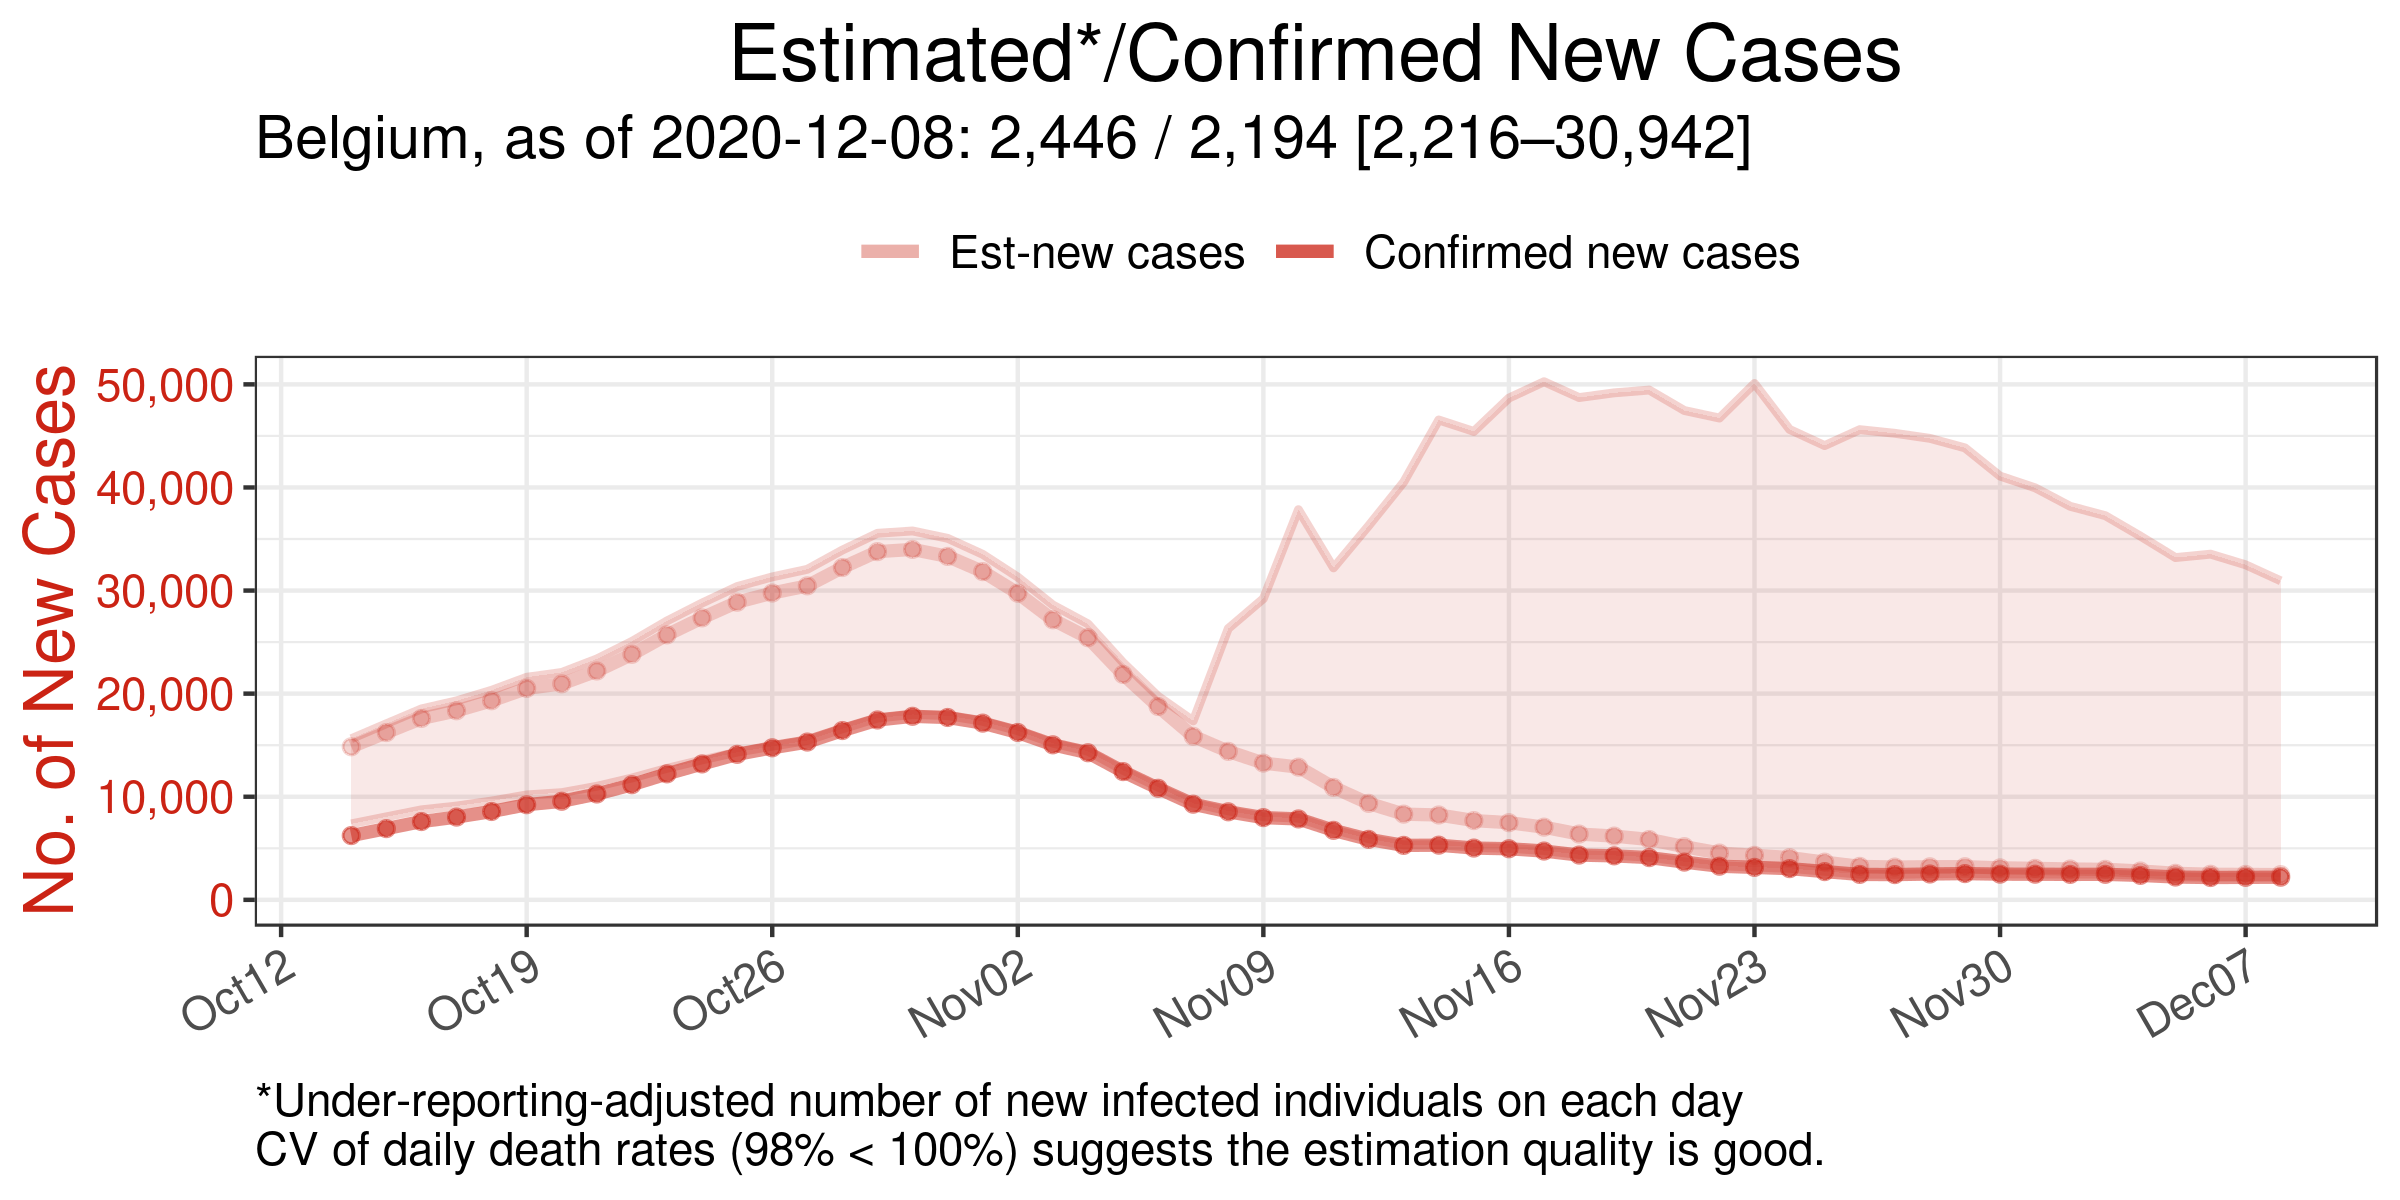 Estimated*/Confirmed New Cases
Belgium, as of 2020-12-08: 2,446 / 2,194 [2,216–30,942]
Est-new cases Confirmed new cases
No. of New Cases
50,000
40,000
30,000
20,000
10,000
0
Oct12 Oct19 Oct26 Nov02 Nov09 Nov16 Nov23 Nov30 Dec07
*Under-reporting-adjusted number of new infected individuals on each day
CV of daily death rates (98% < 100%) suggests the estimation quality is good.